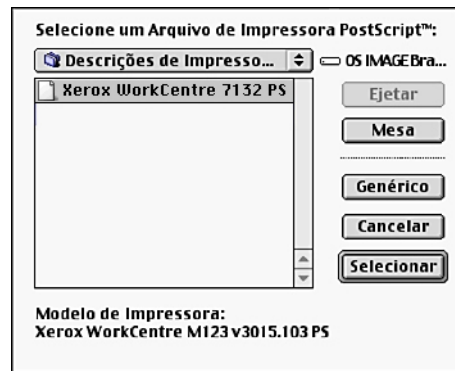 Selecione um Arquivo de Impressora PostScript™:
Descrições de Impresso... OS IMAGE Bra...
Xerox WorkCentre 7132 PS
Ejetar
Mesa
Genérico
Cancelar
Selecionar
Modelo de Impressora:
Xerox WorkCentre M123 v3015.103 PS